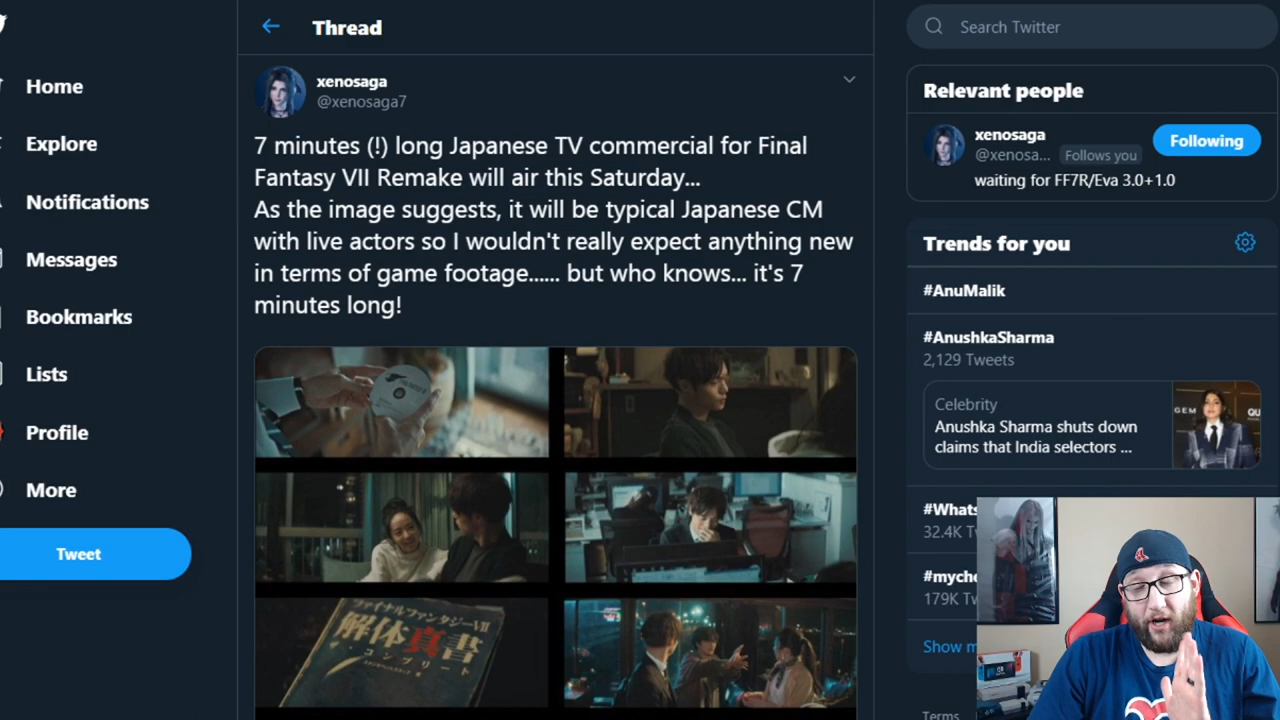 Home
Explore
Notifications
Messages
Bookmarks
Lists
Profile
More
Tweet
Thread
xenosaga
@xenosaga7
7 minutes (!) long Japanese TV commercial for Final
Fantasy VII Remake will air this Saturday...
As the image suggests, it will be typical Japanese CM
with live actors so I wouldn't really expect anything new
in terms of game footage...... but who knows... it's 7
minutes long!
ファイナルファンタジーVII
解体真書
ザ・コンプリート
Search Twitter
Relevant people
xenosaga
@xenosa... Follows you
Following
waiting for FF7R/Eva 3.0+1.0
Trends for you
#AnuMalik
#AnushkaSharma
2,129 Tweets
Celebrity
Anushka Sharma shuts down
claims that India selectors ...
GEM QU
#Whats
32.4K Tw
#myche
179K Tv
Show m
Terms